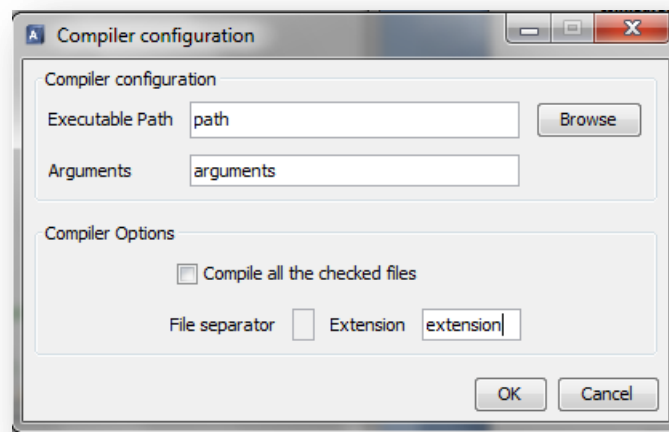 Compiler configuration
Compiler configuration
Executable Path path Browse
Arguments arguments
Compiler Options
Compile all the checked files
File separator Extension extension
OK Cancel